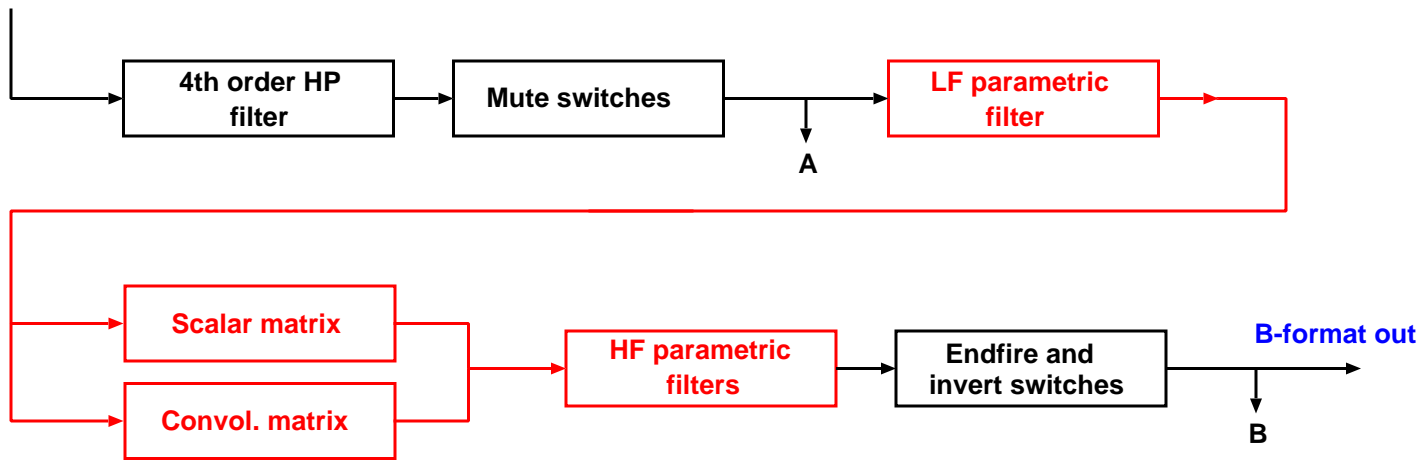 4th order HP
filter
Mute switches
LF parametric
filter
A
Scalar matrix
Convol. matrix
HF parametric
filters
Endfire and
invert switches
B-format out
B